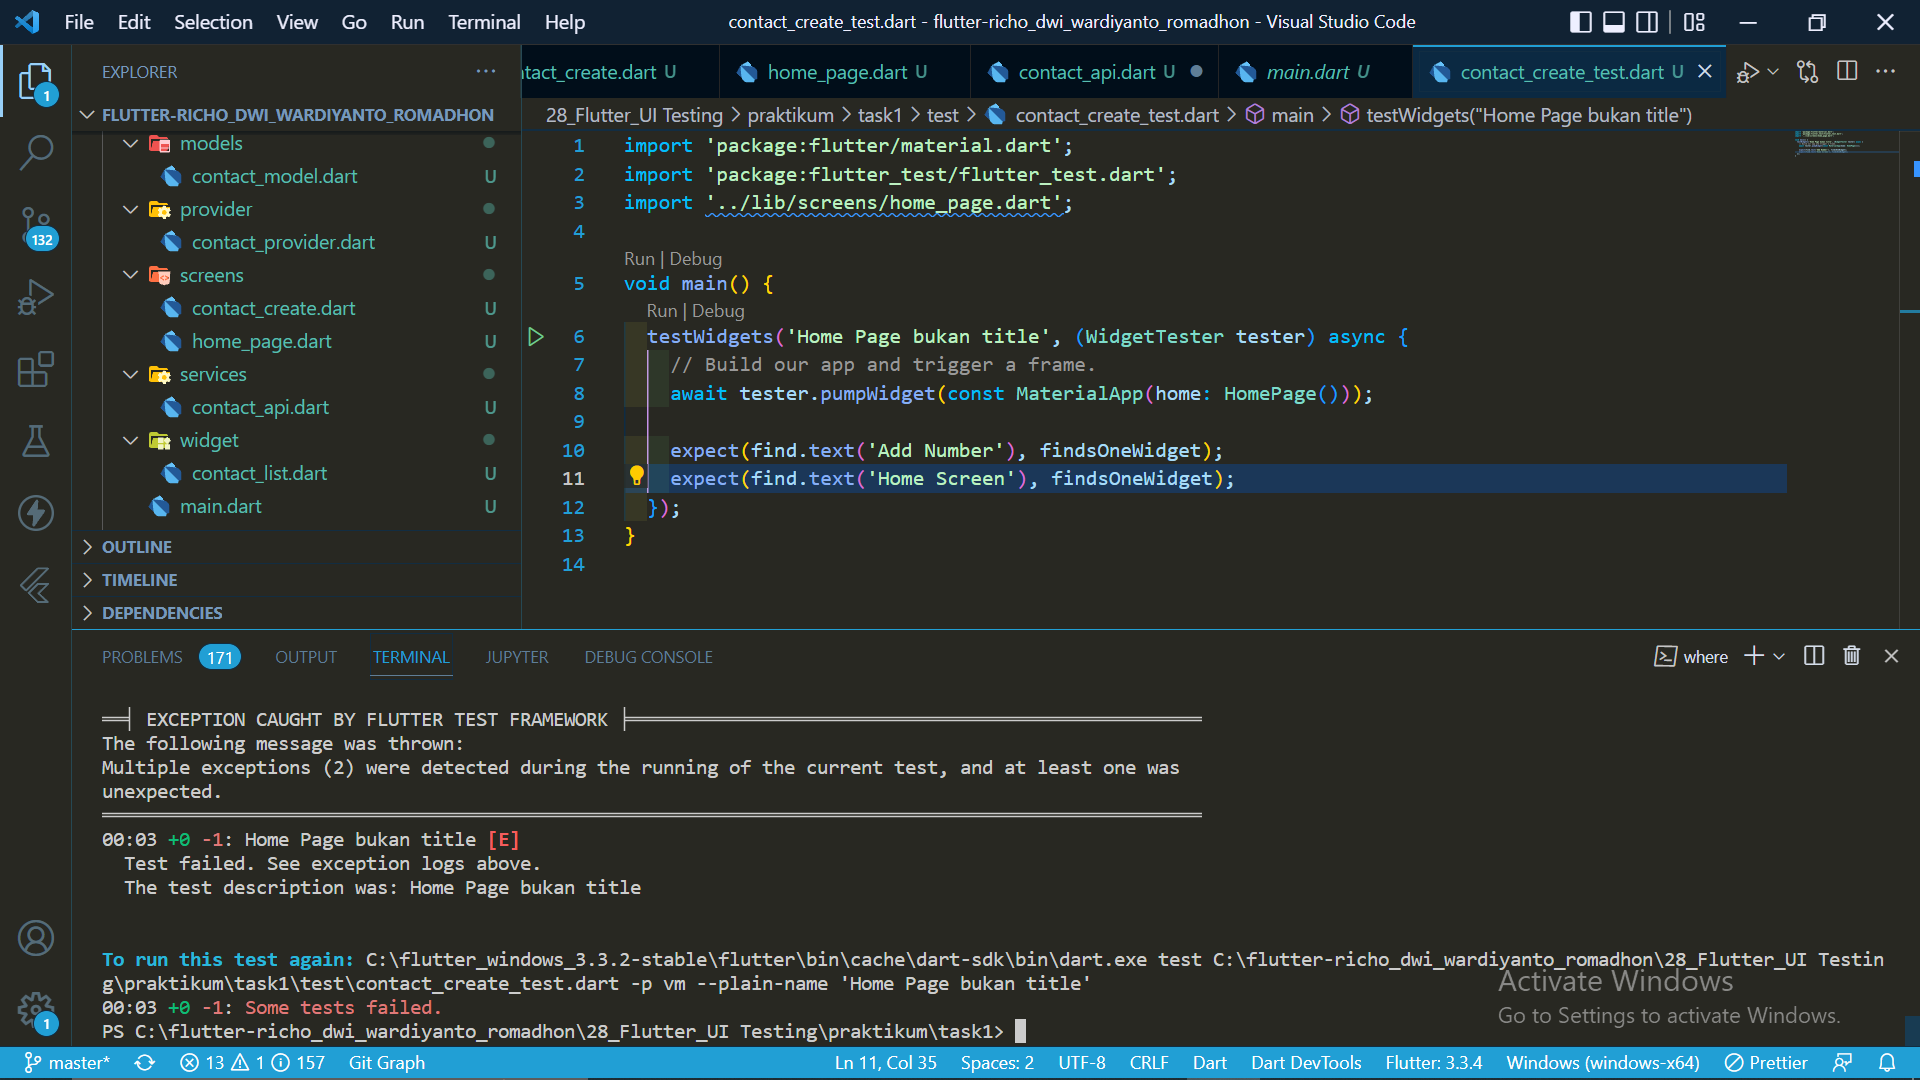 File Edit Selection View Go Run Terminal Help
contact_create_test.dart - flutter-richo_dwi_wardiyanto_romadhon - Visual Studio Code
EXPLORER
tact_create.dart U
home_page.dart U
contact_api.dart U
main.dart U
contact_create_test.dart U
FLUTTER-RICHO_DWI_WARDIYANTO_ROMADHON
28_Flutter_UI Testing > praktikum > task1 > test > contact_create_test.dart > main > testWidgets("Home Page bukan title")
1
132
models
contact_model.dart U
provider
contact_provider.dart U
screens
contact_create.dart U
home_page.dart U
services
contact_api.dart U
widget
contact_list.dart U
main.dart U
OUTLINE
TIMELINE
DEPENDENCIES
1 import 'package:flutter/material.dart';
2 import 'package:flutter_test/flutter_test.dart';
3 import '../lib/screens/home_page.dart';
4
Run | Debug
5 void main() {
Run | Debug
6 testWidgets('Home Page bukan title', (WidgetTester tester) async {
7 // Build our app and trigger a frame.
8 await tester.pumpWidget(const MaterialApp(home: HomePage()));
9
10 expect(find.text('Add Number'), findsOneWidget);
11 expect(find.text('Home Screen'), findsOneWidget);
12 });
13 }
14
PROBLEMS 171 OUTPUT TERMINAL JUPYTER DEBUG CONSOLE
where
EXCEPTION CAUGHT BY FLUTTER TEST FRAMEWORK
The following message was thrown:
Multiple exceptions (2) were detected during the running of the current test, and at least one was
unexpected.
00:03 +0 -1: Home Page bukan title [E]
Test failed. See exception logs above.
The test description was: Home Page bukan title
To run this test again: C:\flutter_windows_3.3.2-stable\flutter\bin\cache\dart-sdk\bin\dart.exe test C:\flutter-richo_dwi_wardiyanto_romadhon\28_Flutter_UI Testin
g\praktikum\task1\test\contact_create_test.dart -p vm --plain-name 'Home Page bukan title'
00:03 +0 -1: Some tests failed.
PS C:\flutter-richo_dwi_wardiyanto_romadhon\28_Flutter_UI Testing\praktikum\task1>
Activate Windows
Go to Settings to activate Windows.
1
master* 13 1 157 Git Graph
Ln 11, Col 35 Spaces: 2 UTF-8 CRLF Dart Dart DevTools Flutter: 3.3.4 Windows (windows-x64) Prettier